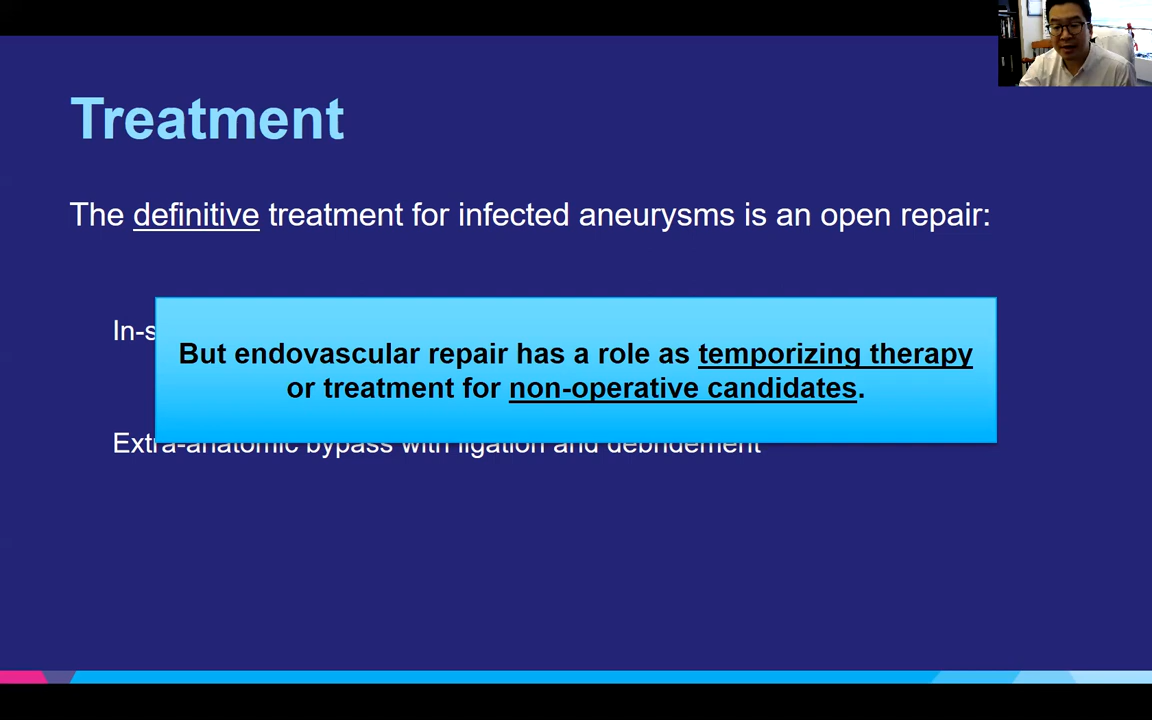 Treatment
The definitive treatment for infected aneurysms is an open repair:
But endovascular repair has a role as temporizing therapy
or treatment for non-operative candidates.
Extra-anatomic bypass with ligation and debridement